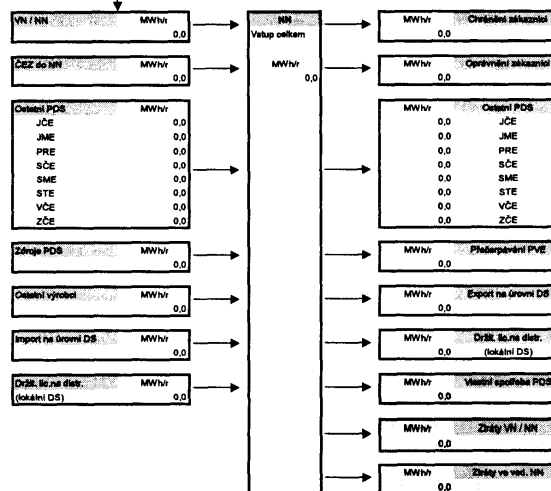 VN / NN MWh/r
0,0
ČEZ do NN MWh/r
0,0
Ostatní PDS MWh/r
JČE 0,0
JME 0,0
PRE 0,0
SČE 0,0
SME 0,0
STE 0,0
VČE 0,0
ZČE 0,0
Zdroje PDS MWh/r
0,0
Ostatní výrobci MWh/r
0,0
Import na úrovni DS MWh/r
0,0
Držit. lic.na distr. MWh/r
(lokální DS) 0,0
NN
Vstup celkem
MWh/r
0,0
MWh/r Chránění zákazníci
0,0
MWh/r Oprávnění zákazníci
0,0
MWh/r Ostatní PDS
0,0 JČE
0,0 JME
0,0 PRE
0,0 SČE
0,0 SME
0,0 STE
0,0 VČE
0,0 ZČE
MWh/r Přečerpávání PVE
0,0
MWh/r Export na úrovni DS
0,0
MWh/r Držit. lic.na distr.
0,0 (lokální DS)
MWh/r Vlastní spotřeba PDS
0,0
MWh/r Ztráty VN / NN
0,0
MWh/r Ztráty ve ved. NN
0,0